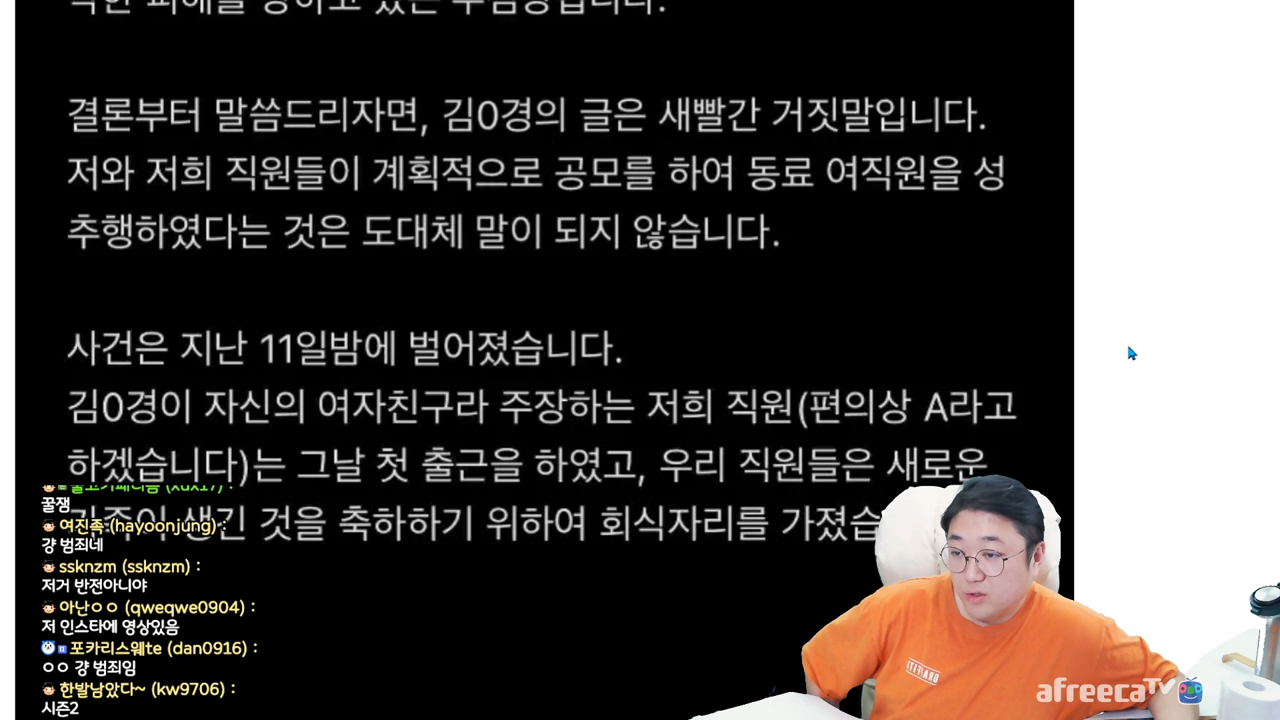 결론부터 말씀드리자면, 김0경의 글은 새빨간 거짓말입니다.
저와 저희 직원들이 계획적으로 공모를 하여 동료 여직원을 성
추행하였다는 것은 도대체 말이 되지 않습니다.
사건은 지난 11일밤에 벌어졌습니다.
김0경이 자신의 여자친구라 주장하는 저희 직원(편의상 A라고
하겠습니다)는 그날 첫 출근을 하였고, 우리 직원들은 새로운
생긴 것을 축하하기 위하여 회식자리를 가졌습
꿀잼
여진족 (hayoonjung) :
걍 범죄네
ssknzm (ssknzm) :
저거 반전아니야
아난ㅇㅇ (qweqwe0904) :
저 인스타에 영상있음
포카리스웨te (dan0916) :
ㅇㅇ 걍 범죄임
한발남았다~ (kw9706) :
시즌2
afreecaTV